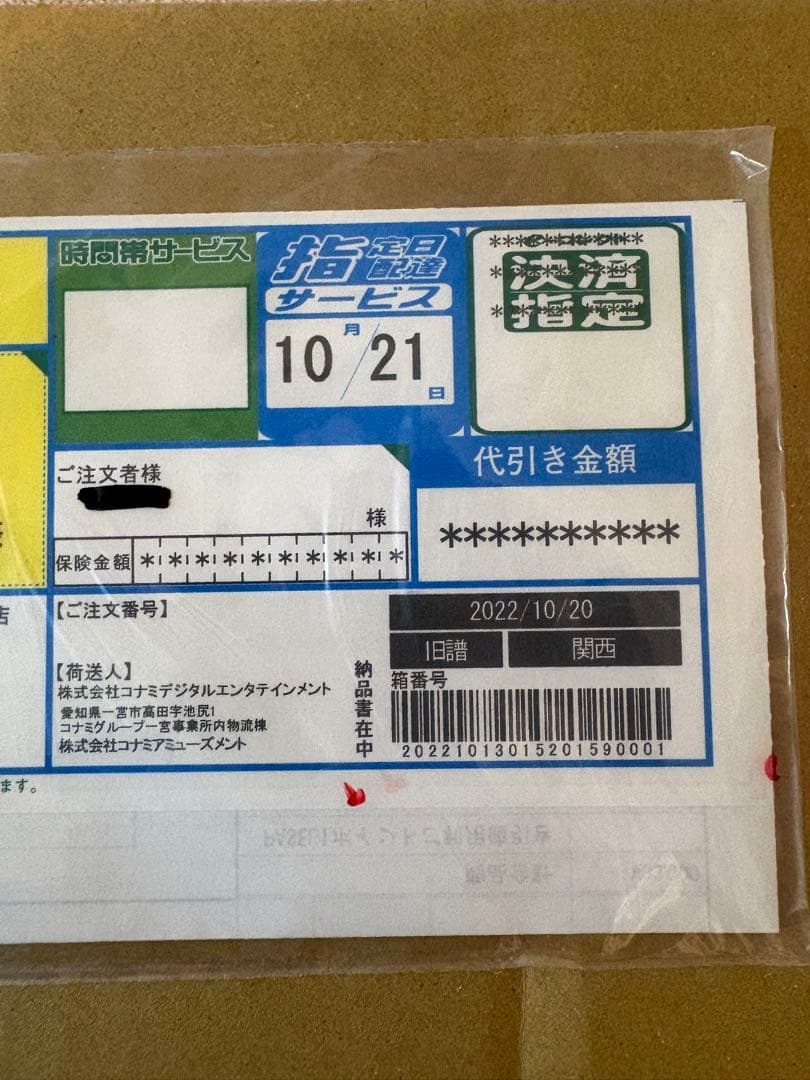 時間帯サービス
指定日配達
サービス
10月/21日
***********
決済
指定
代引き金額
**********
ご注文者様
様
保険金額 **********
【ご注文番号】
2022/10/20
旧譜 関西
箱番号
20221013015201590001
納品書在中
【荷送人】
株式会社コナミデジタルエンタテインメント
愛知県一宮市高田字池尻1
コナミグループ一宮事業所内物流棟
株式会社コナミアミューズメント
店
ます。